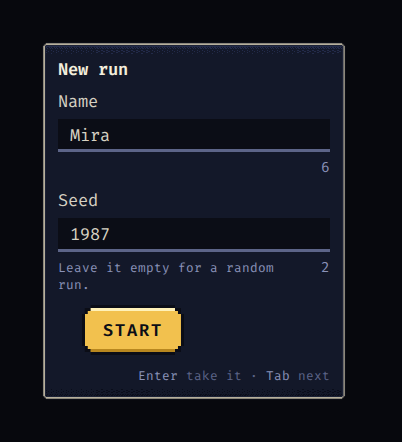 New run
Name
Mira
6
Seed
1987
Leave it empty for a random 2
run.
START
Enter take it · Tab next